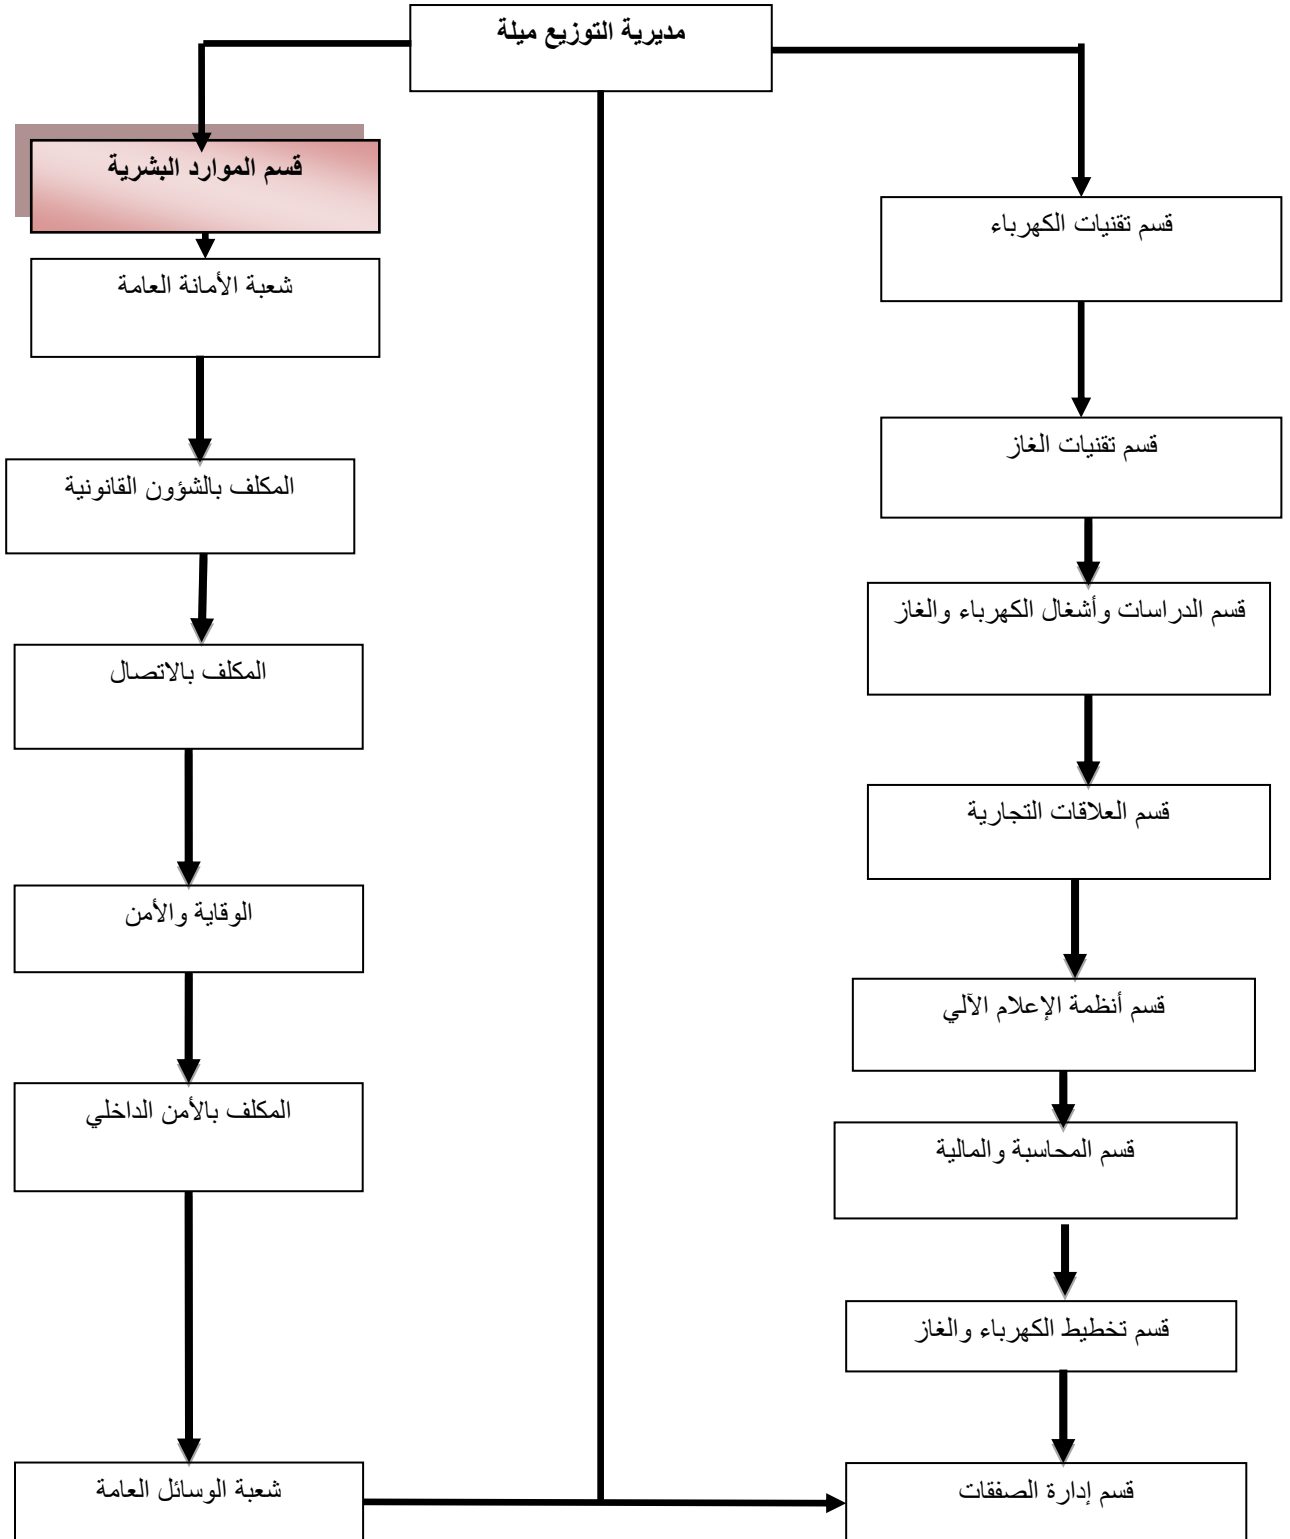 مديرية التوزيع ميلة
قسم تقنيات الكهرباء
قسم تقنيات الغاز
قسم الدراسات وأشغال الكهرباء والغاز
قسم العلاقات التجارية
قسم أنظمة الإعلام الآلي
قسم المحاسبة والمالية
قسم تخطيط الكهرباء والغاز
قسم إدارة الصفقات
قسم الموارد البشرية
شعبة الأمانة العامة
المكلف بالشؤون القانونية
المكلف بالاتصال
الوقاية والأمن
المكلف بالأمن الداخلي
شعبة الوسائل العامة